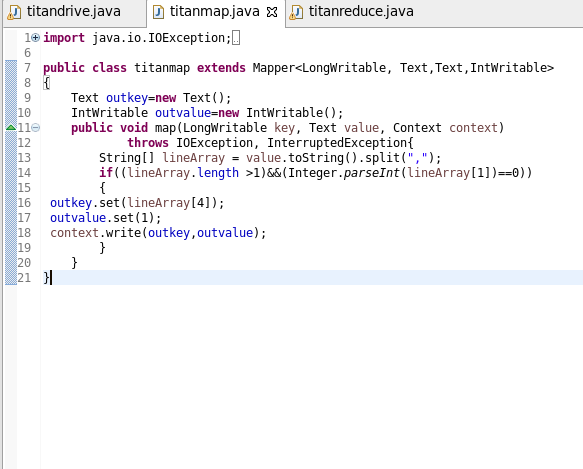 titandrive.java titanmap.java titanreduce.java
1 import java.io.IOException;
6
7 public class titanmap extends Mapper<LongWritable, Text,Text,IntWritable>
8 {
9 Text outkey=new Text();
10 IntWritable outvalue=new IntWritable();
11 public void map(LongWritable key, Text value, Context context)
12 throws IOException, InterruptedException{
13 String[] lineArray = value.toString().split(",");
14 if((lineArray.length >1)&&(Integer.parseInt(lineArray[1])==0))
15 {
16 outkey.set(lineArray[4]);
17 outvalue.set(1);
18 context.write(outkey,outvalue);
19 }
20 }
21 }